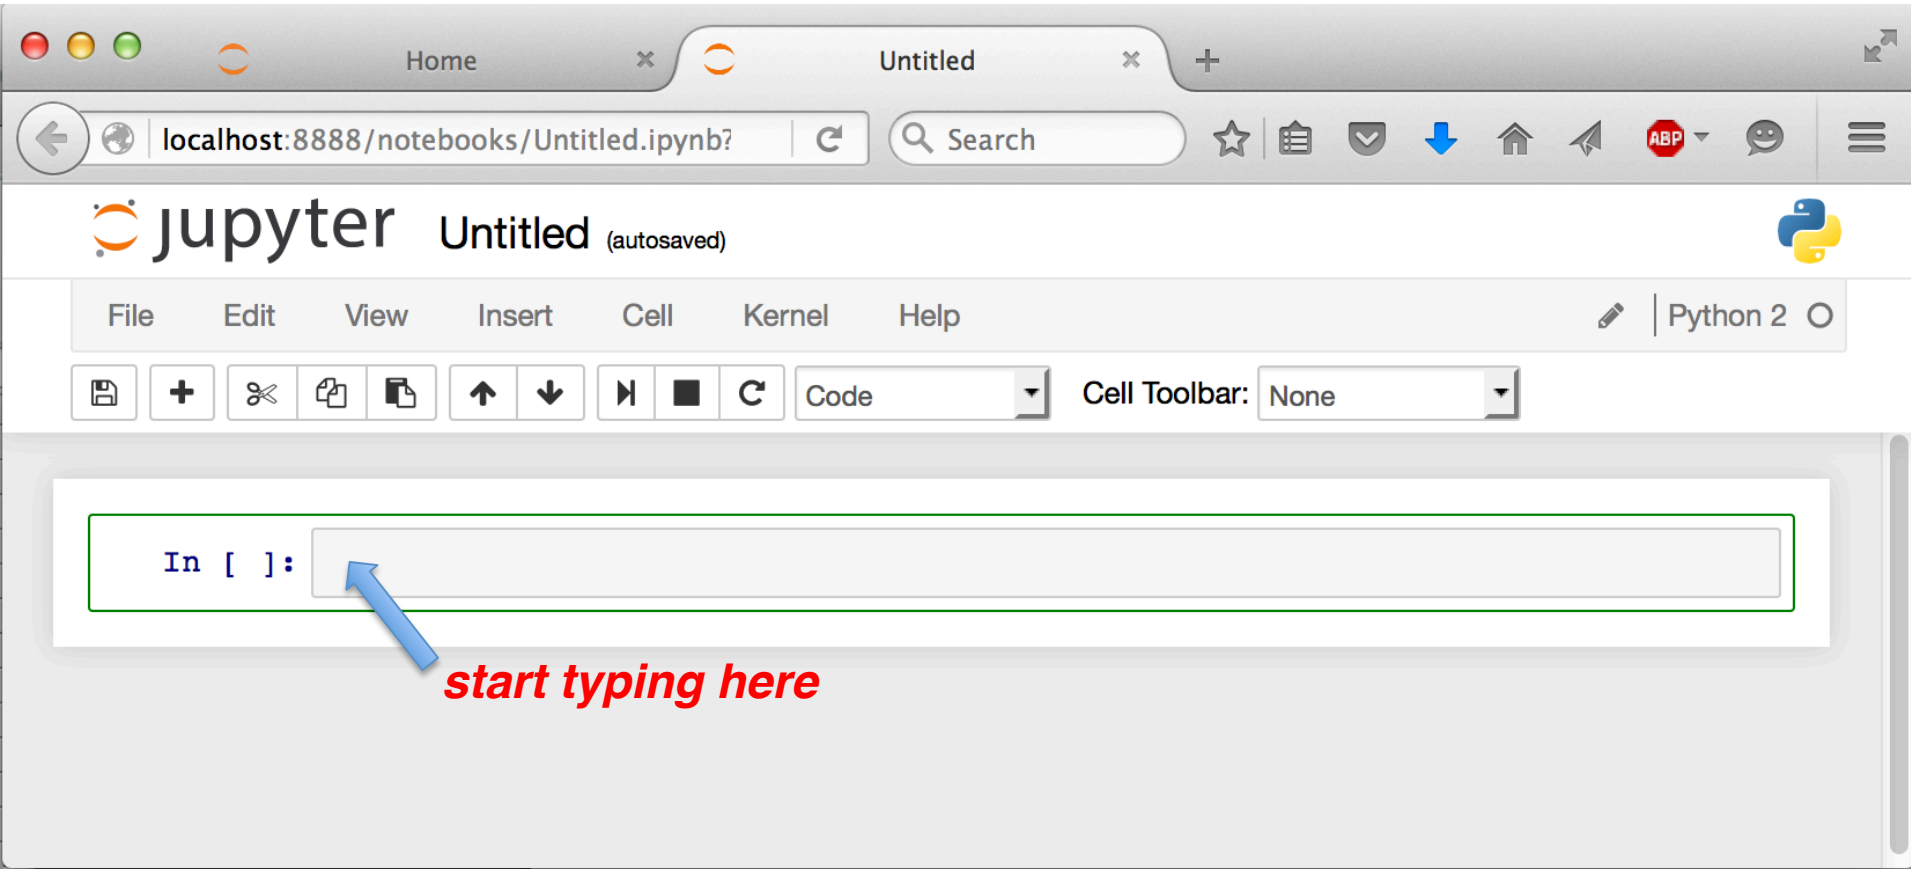 Home
Untitled
localhost:8888/notebooks/Untitled.ipynb?
Search
ABP
jupyter Untitled (autosaved)
File Edit View Insert Cell Kernel Help Python 2
Code Cell Toolbar: None
In [ ]:
start typing here